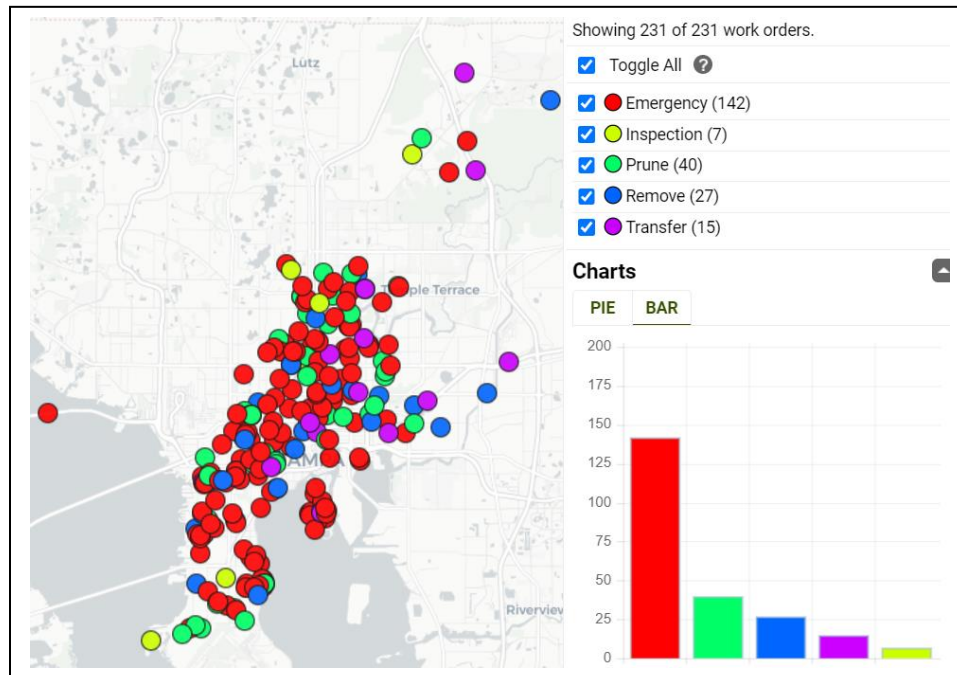 Lutz
Temple Terrace
TAMPA
Riverview
Showing 231 of 231 work orders.
Toggle All ?
Emergency (142)
Inspection (7)
Prune (40)
Remove (27)
Transfer (15)
Charts
PIE BAR
200
175
150
125
100
75
50
25
0